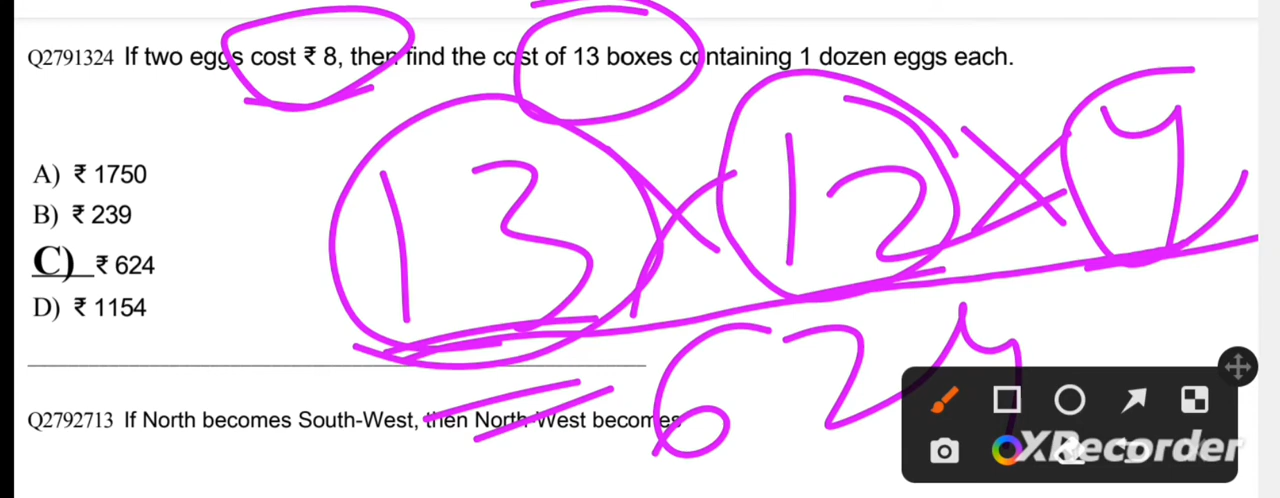 Q2791324 If two eggs cost ₹ 8, then find the cost of 13 boxes containing 1 dozen eggs each.
13 × 12 × 4
A) ₹ 1750
B) ₹ 239
C) ₹ 624
D) ₹ 1154
624
Q2792713 If North becomes South-West, then North-West becomes
XRecorder